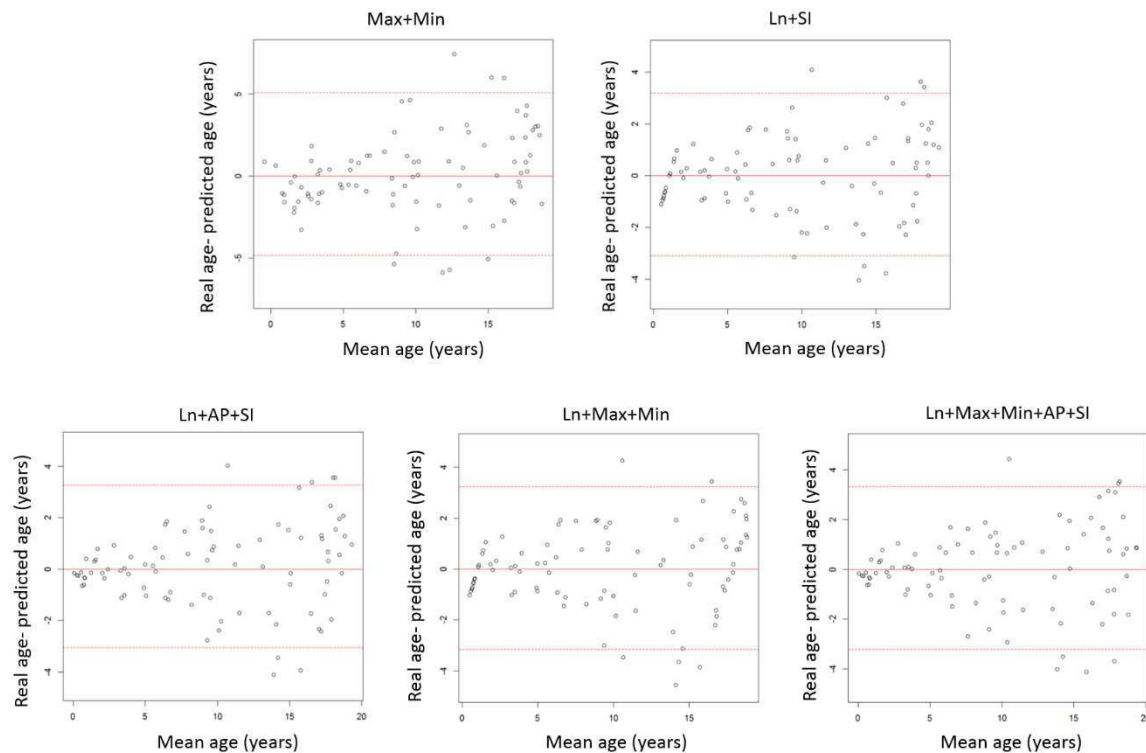 Max+Min
Real age- predicted age (years)
5
0
-5
0 5 10 15
Mean age (years)
Ln+SI
Real age- predicted age (years)
4
2
0
-2
-4
0 5 10 15
Mean age (years)
Ln+AP+SI
Real age- predicted age (years)
4
2
0
-2
-4
0 5 10 15 20
Mean age (years)
Ln+Max+Min
Real age- predicted age (years)
4
2
0
-2
-4
0 5 10 15
Mean age (years)
Ln+Max+Min+AP+SI
Real age- predicted age (years)
4
2
0
-2
-4
0 5 10 15 20
Mean age (years)